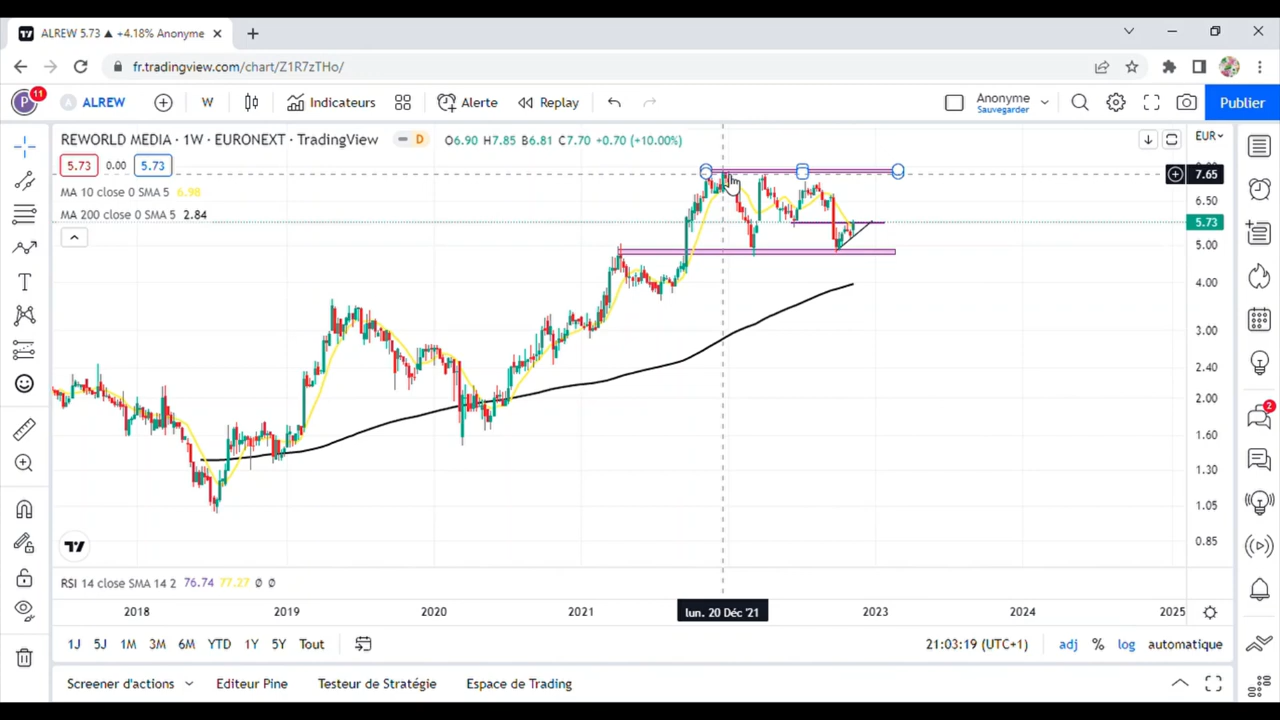 ALREW 5.73 ▲ +4.18% Anonyme
fr.tradingview.com/chart/Z1R7zTHo/
P 11 ALREW W Indicateurs Alerte Replay Anonyme Sauvegarder Publier
REWORLD MEDIA · 1W · EURONEXT · TradingView D O6.90 H7.85 B6.81 C7.70 +0.70 (+10.00%) EUR
5.73 0.00 5.73
MA 10 close 0 SMA 5 6.98
MA 200 close 0 SMA 5 2.84
7.65
6.50
5.73
5.00
4.00
3.00
2.40
2.00
1.60
1.30
1.05
0.85
2
RSI 14 close SMA 14 2 76.74 77.27 ∅ ∅
2018 2019 2020 2021 lun. 20 Déc '21 2023 2024 2025
1J 5J 1M 3M 6M YTD 1Y 5Y Tout 21:03:19 (UTC+1) adj % log automatique
Screener d'actions Editeur Pine Testeur de Stratégie Espace de Trading